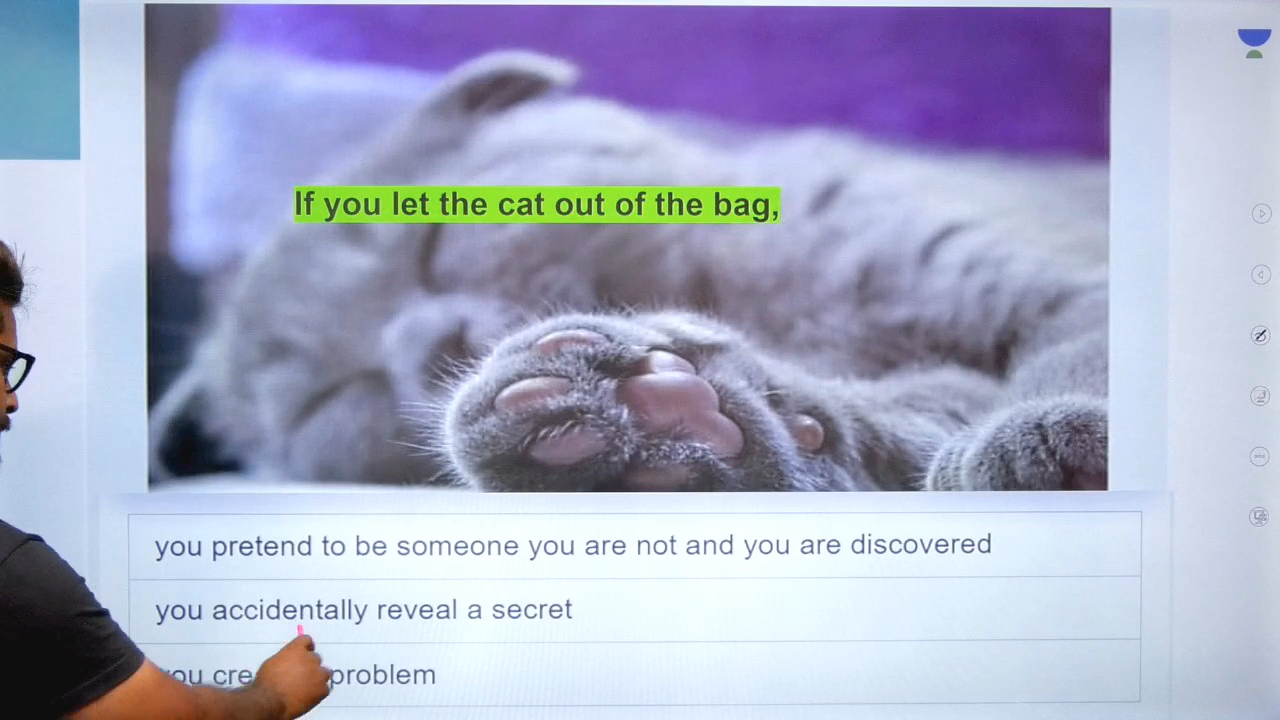 If you let the cat out of the bag,
you pretend to be someone you are not and you are discovered
you accidentally reveal a secret
problem